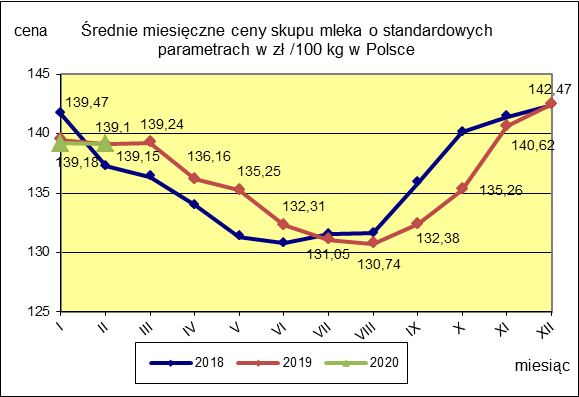 cena
Średnie miesięczne ceny skupu mleka o standardowych
parametrach w zł /100 kg w Polsce
145
140
135
130
125
139,47
139,1
139,24
139,18
139,15
136,16
135,25
132,31
131,05
130,74
132,38
135,26
140,62
142,47
I
II
III
IV
V
VI
VII
VIII
IX
X
XI
XII
2018
2019
2020
miesiąc